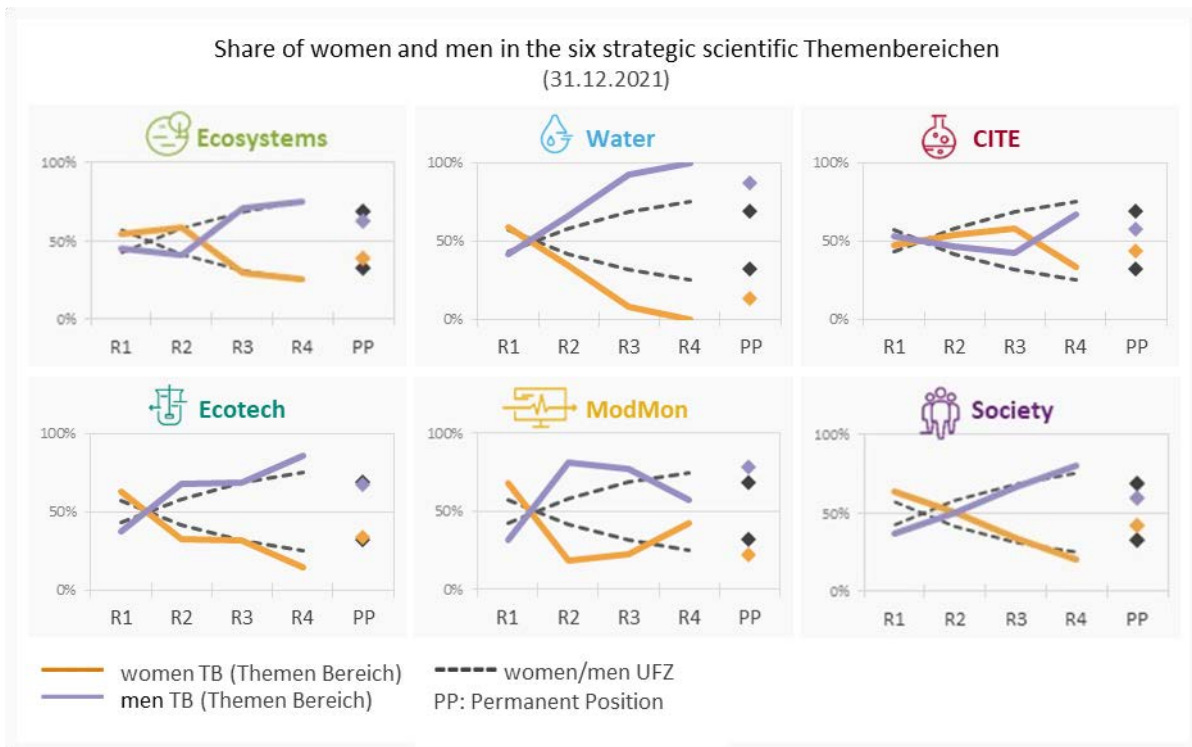 Share of women and men in the six strategic scientific Themenbereichen
(31.12.2021)
Ecosystems
100%
50%
0%
R1 R2 R3 R4 PP
Water
100%
50%
0%
R1 R2 R3 R4 PP
CITE
100%
50%
0%
R1 R2 R3 R4 PP
Ecotech
100%
50%
0%
R1 R2 R3 R4 PP
ModMon
100%
50%
0%
R1 R2 R3 R4 PP
Society
100%
50%
0%
R1 R2 R3 R4 PP
women TB (Themen Bereich)
men TB (Themen Bereich)
women/men UFZ
PP: Permanent Position